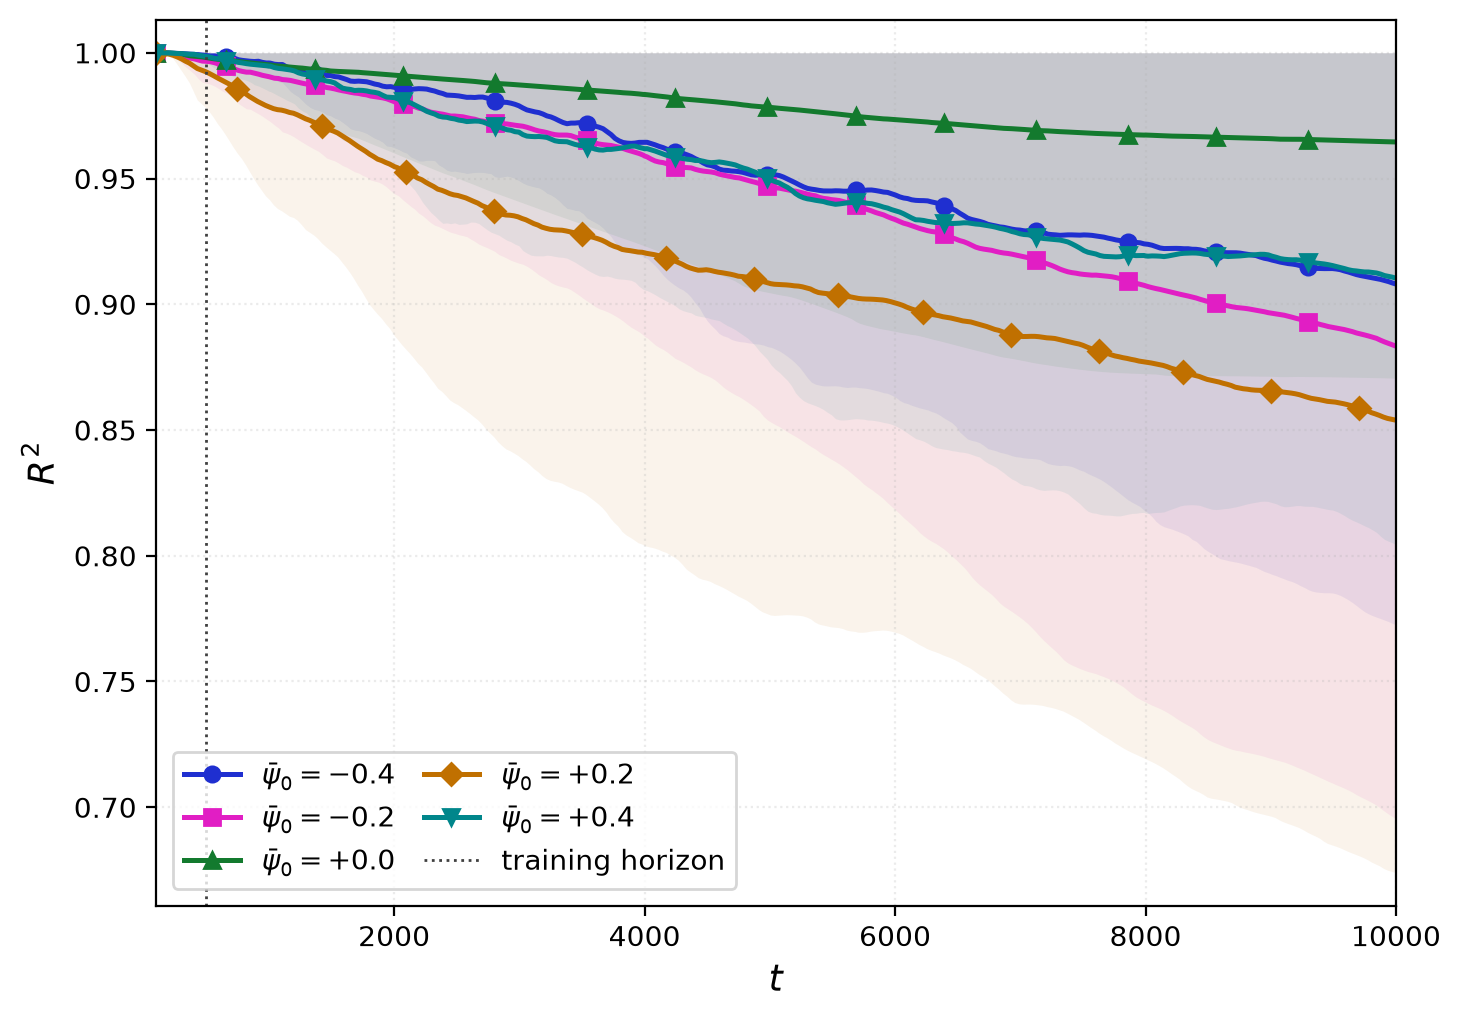 1.00
0.95
0.90
0.85
0.80
0.75
0.70
R²
ψ̄₀ = −0.4
ψ̄₀ = −0.2
ψ̄₀ = +0.0
ψ̄₀ = +0.2
ψ̄₀ = +0.4
training horizon
2000 4000 6000 8000 10000
t